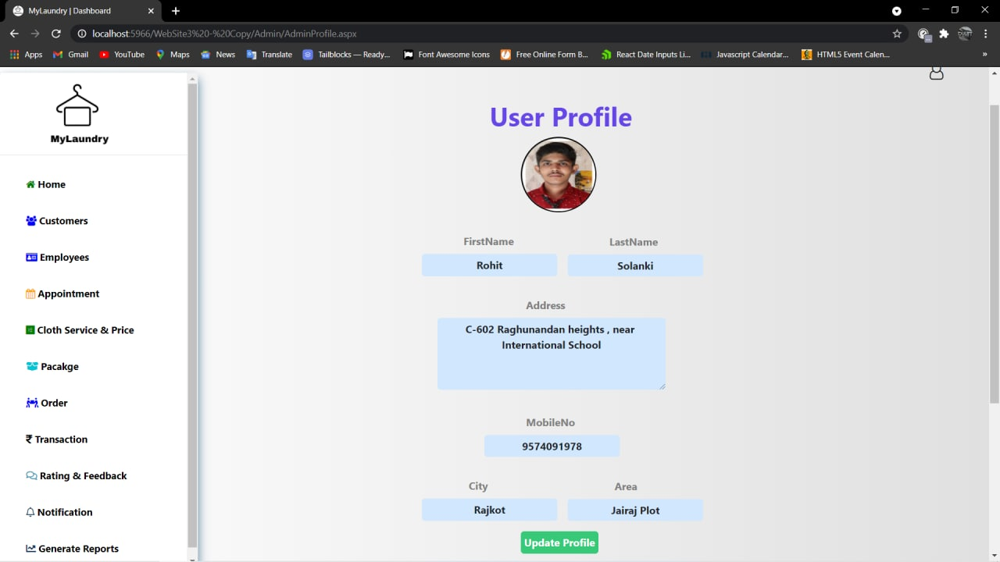 MyLaundry | Dashboard
localhost:5966/WebSite3%20-%20Copy/Admin/AdminProfile.aspx
Apps Gmail YouTube Maps News Translate Tailblocks — Ready... Font Awesome Icons Free Online Form B... React Date Inputs Li... Javascript Calendar... HTML5 Event Calen... »
MyLaundry
Home
Customers
Employees
Appointment
Cloth Service & Price
Pacakge
Order
₹ Transaction
Rating & Feedback
Notification
Generate Reports
User Profile
FirstName LastName
Rohit Solanki
Address
C-602 Raghunandan heights , near
International School
MobileNo
9574091978
City Area
Rajkot Jairaj Plot
Update Profile